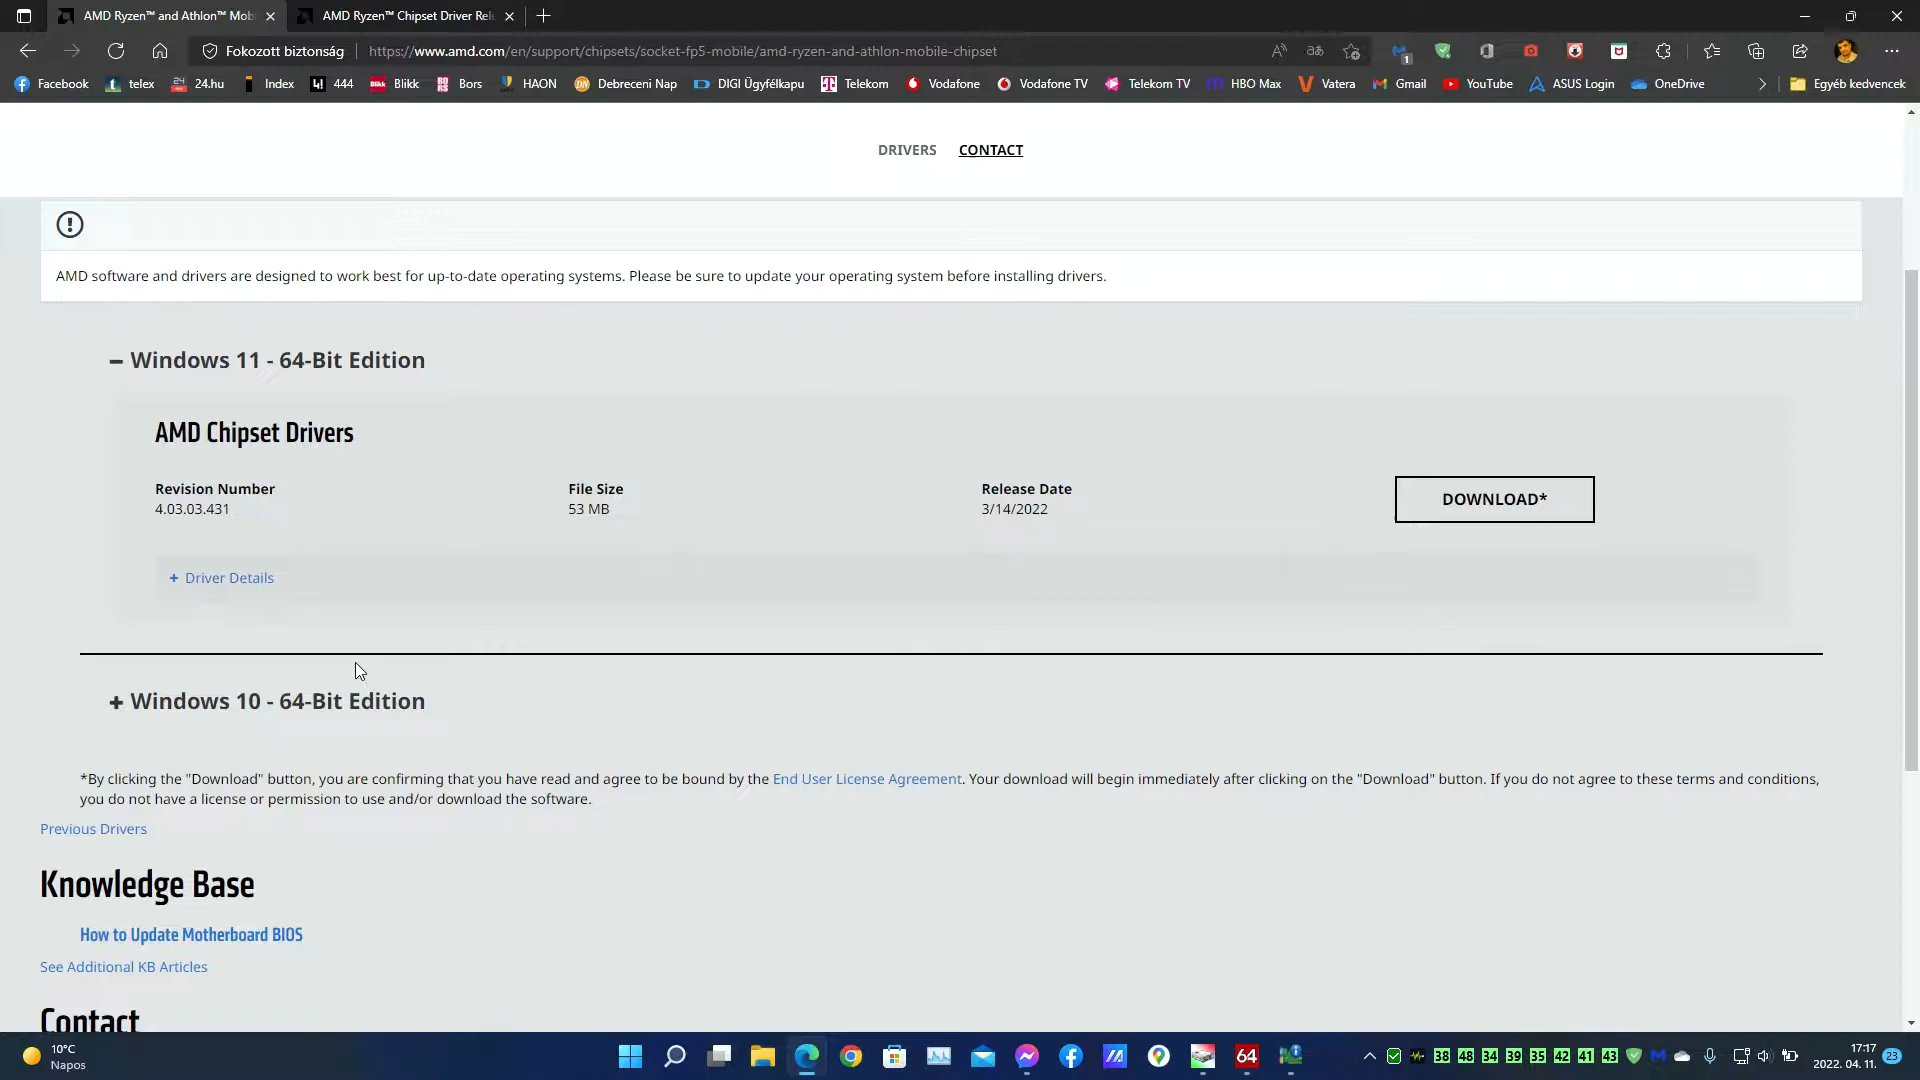 AMD Ryzen™ and Athlon™ Mob
AMD Ryzen™ Chipset Driver Rel
Fokozott biztonság
https://www.amd.com/en/support/chipsets/socket-fp5-mobile/amd-ryzen-and-athlon-mobile-chipset
1
Facebook
telex
24.hu
Index
444
Blikk
Bors
HAON
Debreceni Nap
DIGI Ügyfélkapu
Telekom
Vodafone
Vodafone TV
Telekom TV
HBO Max
Vatera
Gmail
YouTube
ASUS Login
OneDrive
Egyéb kedvencek
DRIVERS
CONTACT
AMD software and drivers are designed to work best for up-to-date operating systems. Please be sure to update your operating system before installing drivers.
– Windows 11 - 64-Bit Edition
AMD Chipset Drivers
Revision Number
4.03.03.431
File Size
53 MB
Release Date
3/14/2022
DOWNLOAD*
+ Driver Details
+ Windows 10 - 64-Bit Edition
*By clicking the "Download" button, you are confirming that you have read and agree to be bound by the End User License Agreement. Your download will begin immediately after clicking on the "Download" button. If you do not agree to these terms and conditions,
you do not have a license or permission to use and/or download the software.
Previous Drivers
Knowledge Base
How to Update Motherboard BIOS
See Additional KB Articles
Contact
10°C
Napos
64
38 48 34 39 35 42 41 43
17:17
2022. 04. 11.
23